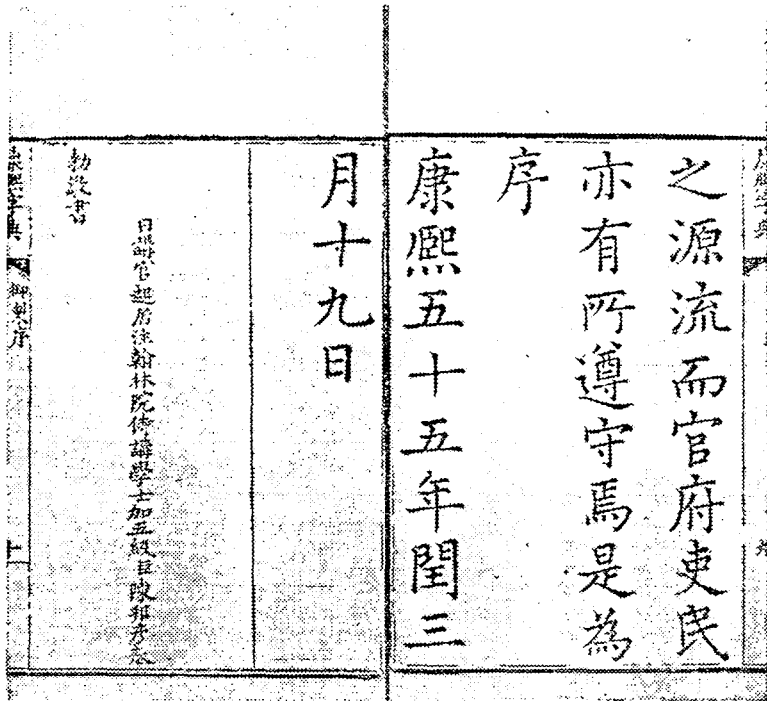 之源流而官府吏民
亦有所遵守焉是為
序
康熙五十五年閏三
月十九日
日講官起居注翰林院侍講學士加五級臣陳邦彥奉
勅敬書
康熙字典
御製序
十一